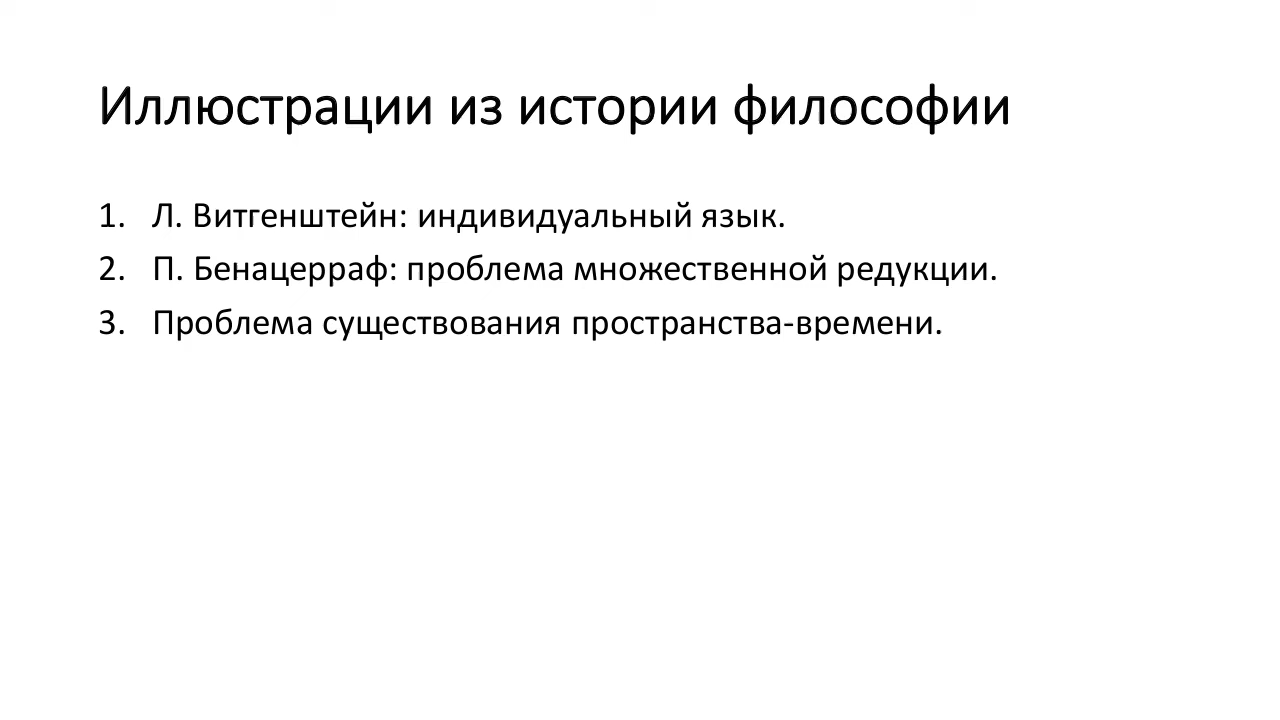 Иллюстрации из истории философии
1. Л. Витгенштейн: индивидуальный язык.
2. П. Бенацерраф: проблема множественной редукции.
3. Проблема существования пространства-времени.